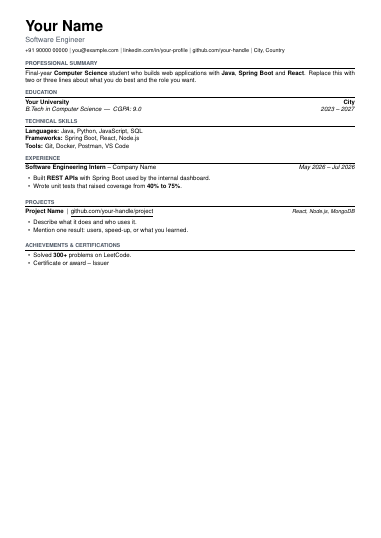 Your Name
Software Engineer
+91 90000 00000 | you@example.com | linkedin.com/in/your-profile | github.com/your-handle | City, Country
PROFESSIONAL SUMMARY
Final-year Computer Science student who builds web applications with Java, Spring Boot and React. Replace this with
two or three lines about what you do best and the role you want.
EDUCATION
Your University City
B.Tech in Computer Science — CGPA: 9.0 2023 – 2027
TECHNICAL SKILLS
Languages: Java, Python, JavaScript, SQL
Frameworks: Spring Boot, React, Node.js
Tools: Git, Docker, Postman, VS Code
EXPERIENCE
Software Engineering Intern – Company Name May 2026 – Jul 2026
• Built REST APIs with Spring Boot used by the internal dashboard.
• Wrote unit tests that raised coverage from 40% to 75%.
PROJECTS
Project Name | github.com/your-handle/project React, Node.js, MongoDB
• Describe what it does and who uses it.
• Mention one result: users, speed-up, or what you learned.
ACHIEVEMENTS & CERTIFICATIONS
• Solved 300+ problems on LeetCode.
• Certificate or award – Issuer